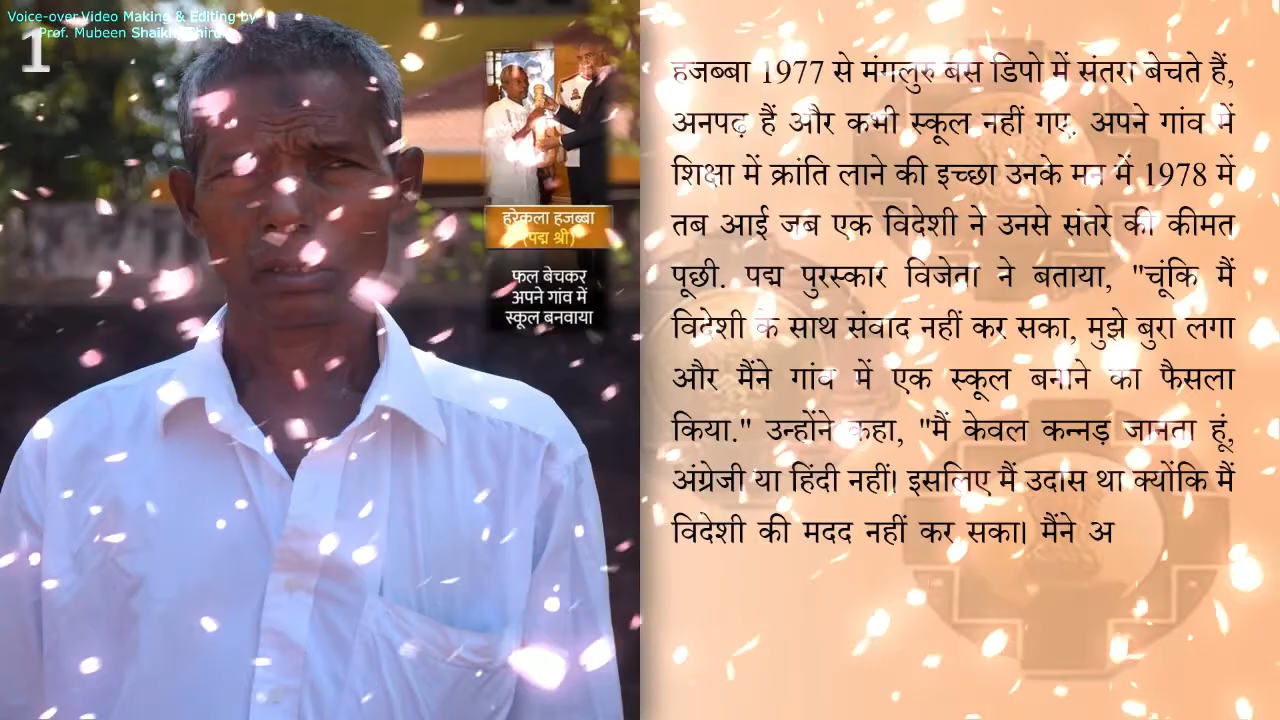 Voice-over Video Making & Editing by
Prof. Mubeen Shaikh
1
हरेकला हजब्बा
(पद्म श्री)
फल बेचकर
अपने गांव में
स्कूल बनवाया
हजब्बा 1977 से मंगलुरु बस डिपो में संतरा बेचते हैं,
अनपढ़ हैं और कभी स्कूल नहीं गए. अपने गांव में
शिक्षा में क्रांति लाने की इच्छा उनके मन में 1978 में
तब आई जब एक विदेशी ने उनसे संतरे की कीमत
पूछी. पद्म पुरस्कार विजेता ने बताया, "चूंकि मैं
विदेशी के साथ संवाद नहीं कर सका, मुझे बुरा लगा
और मैंने गांव में एक स्कूल बनाने का फैसला
किया." उन्होंने कहा, "मैं केवल कन्नड़ जानता हूं,
अंग्रेजी या हिंदी नहीं। इसलिए मैं उदास था क्योंकि मैं
विदेशी की मदद नहीं कर सका। मैंने अ